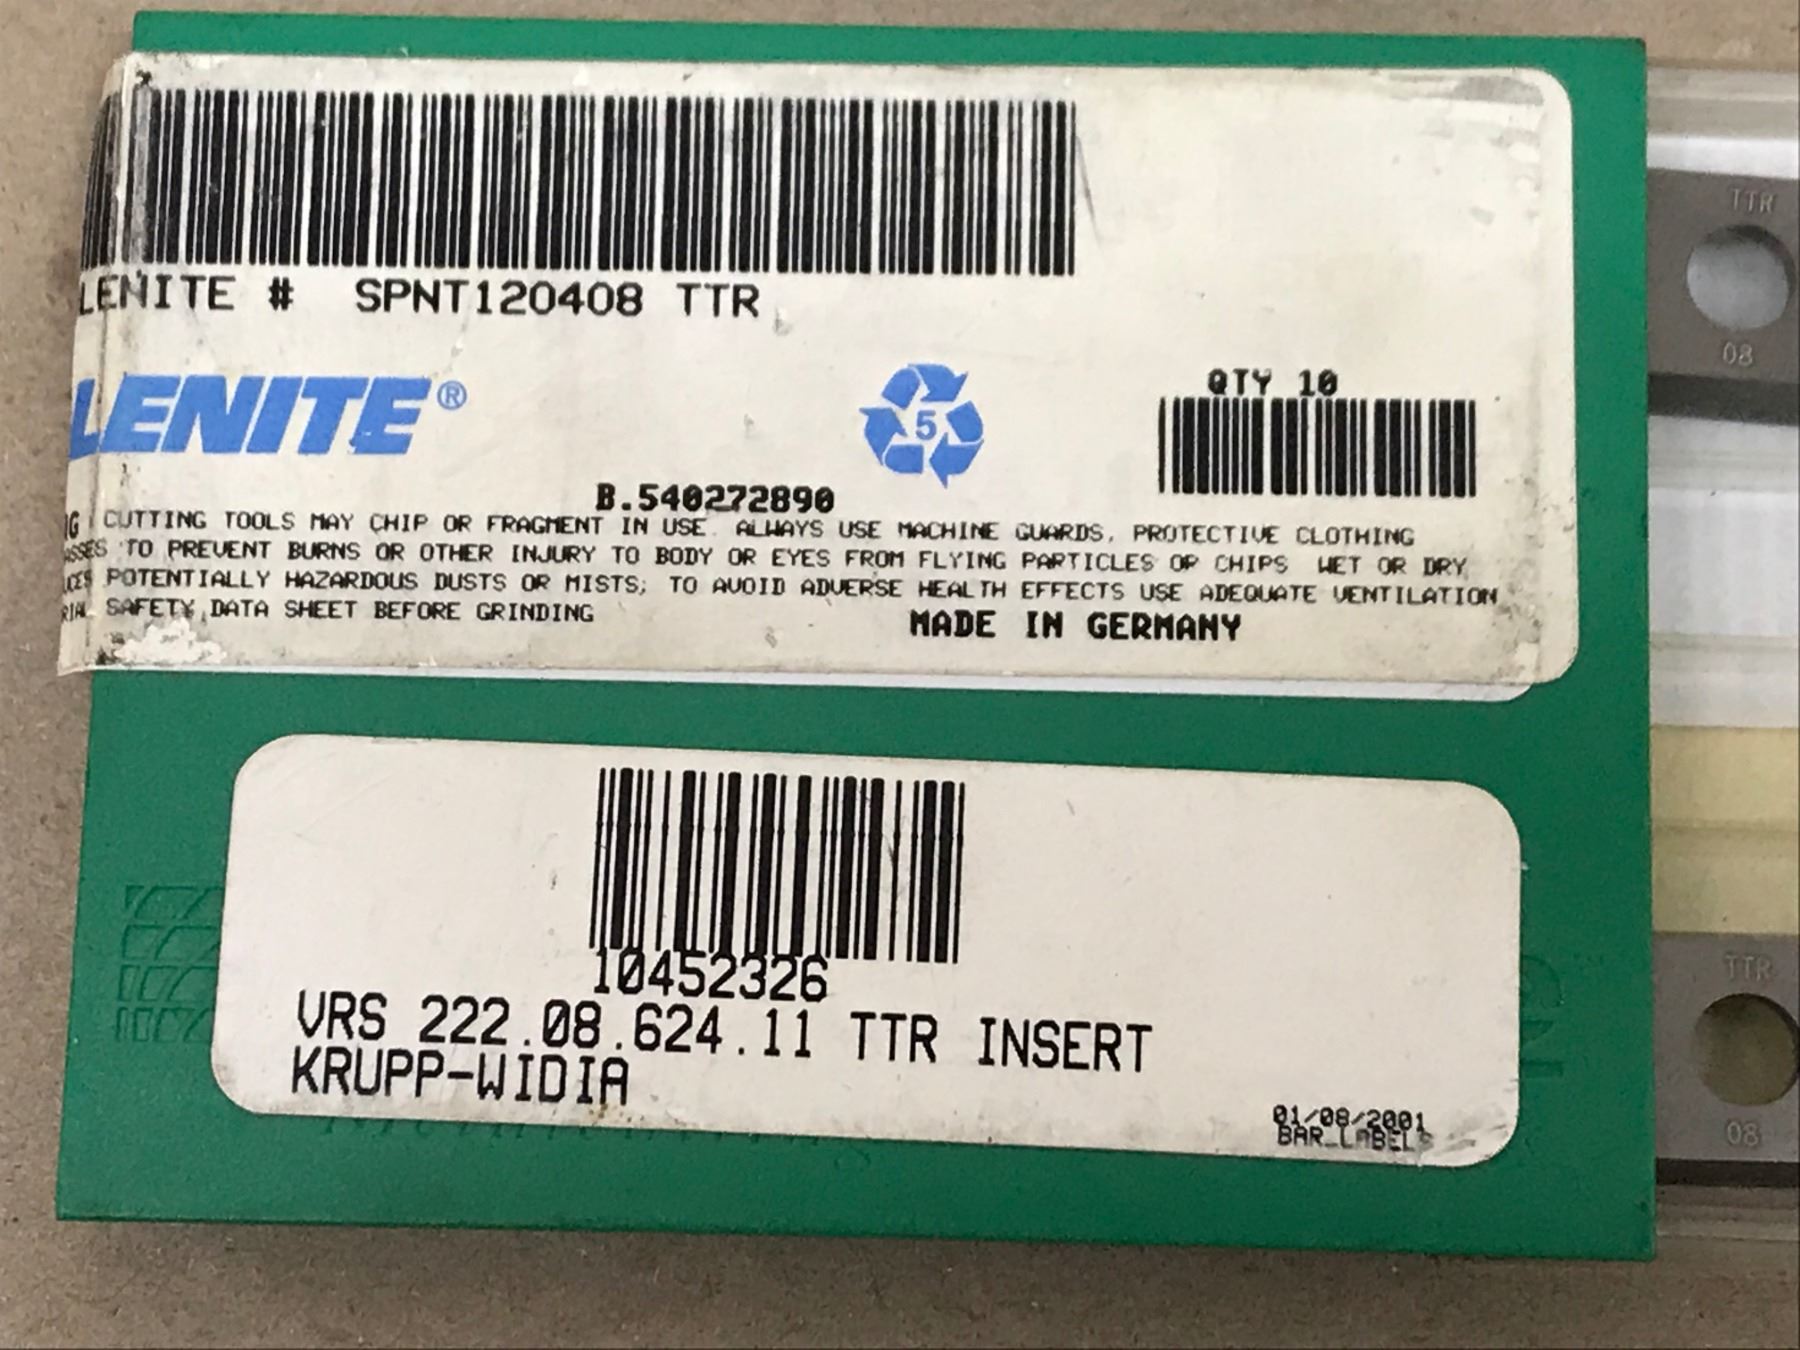 LENITE # SPNT120408 TTR
LENITE®
5
QTY 10
B.540272890
CUTTING TOOLS MAY CHIP OR FRAGMENT IN USE. ALWAYS USE MACHINE GUARDS, PROTECTIVE CLOTHING
ASSES TO PREVENT BURNS OR OTHER INJURY TO BODY OR EYES FROM FLYING PARTICLES OR CHIPS WET OR DRY
UCES POTENTIALLY HAZARDOUS DUSTS OR MISTS; TO AVOID ADVERSE HEALTH EFFECTS USE ADEQUATE VENTILATION
RIAL SAFETY DATA SHEET BEFORE GRINDING
MADE IN GERMANY
10452326
VRS 222.08.624.11 TTR INSERT
KRUPP-WIDIA
01/08/2001
BAR_LABELS
TTR
08
TTR
08